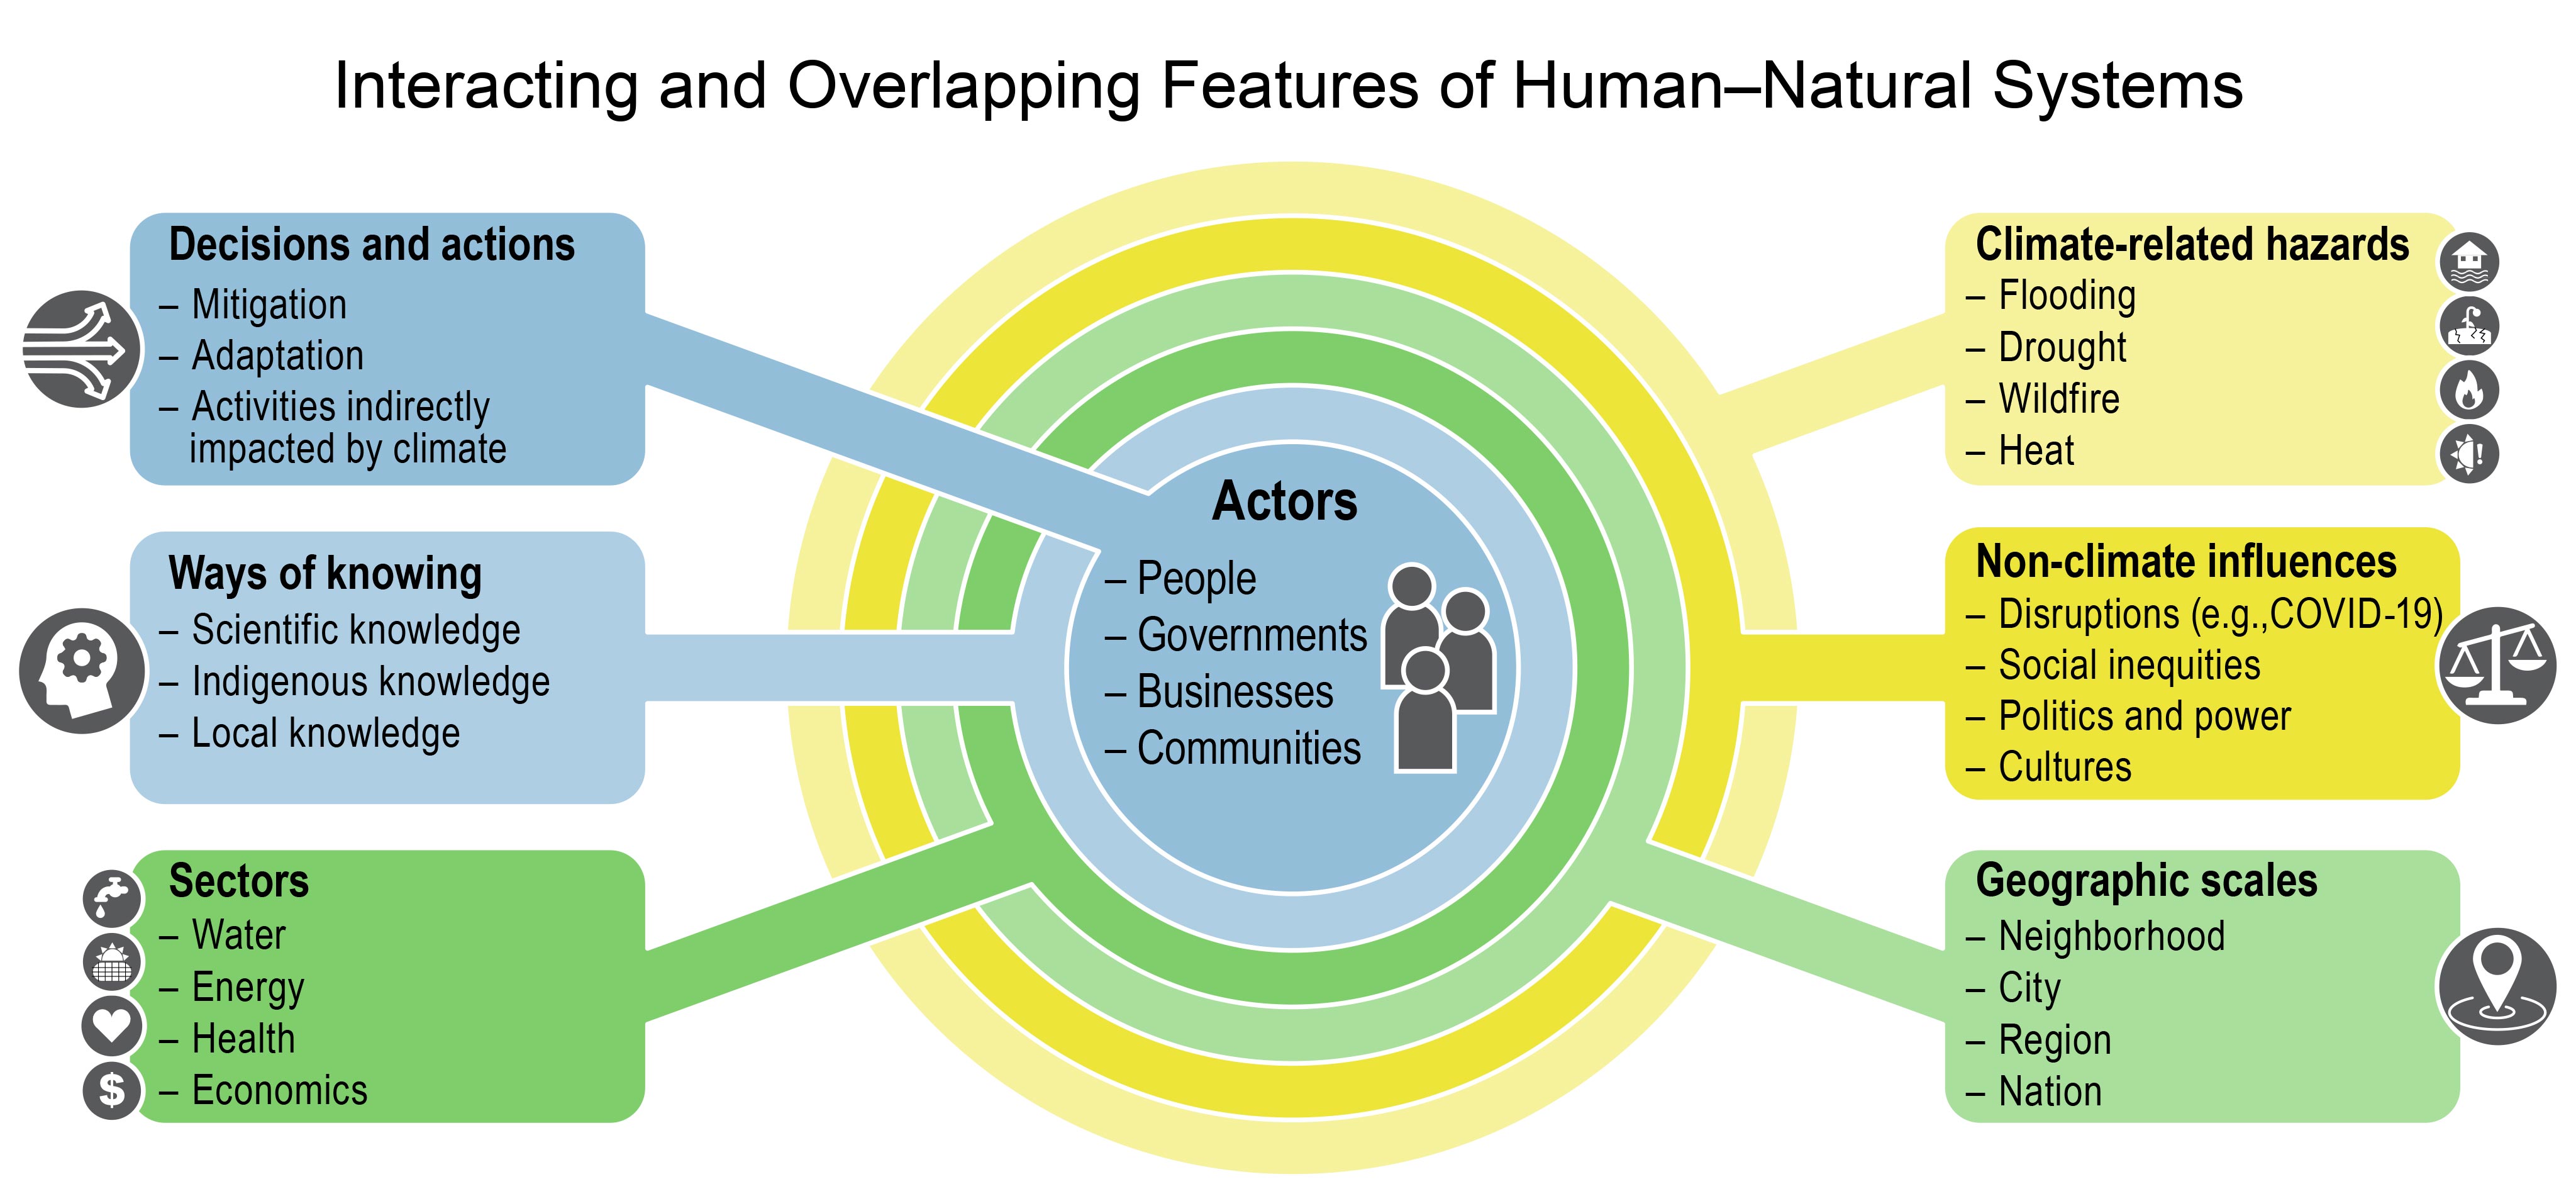 Interacting and Overlapping Features of Human–Natural Systems
Decisions and actions
– Mitigation
– Adaptation
– Activities indirectly
impacted by climate
Ways of knowing
– Scientific knowledge
– Indigenous knowledge
– Local knowledge
Sectors
– Water
– Energy
– Health
– Economics
$
Actors
– People
– Governments
– Businesses
– Communities
Climate-related hazards
– Flooding
– Drought
– Wildfire
– Heat
!
Non-climate influences
– Disruptions (e.g.,COVID-19)
– Social inequities
– Politics and power
– Cultures
Geographic scales
– Neighborhood
– City
– Region
– Nation